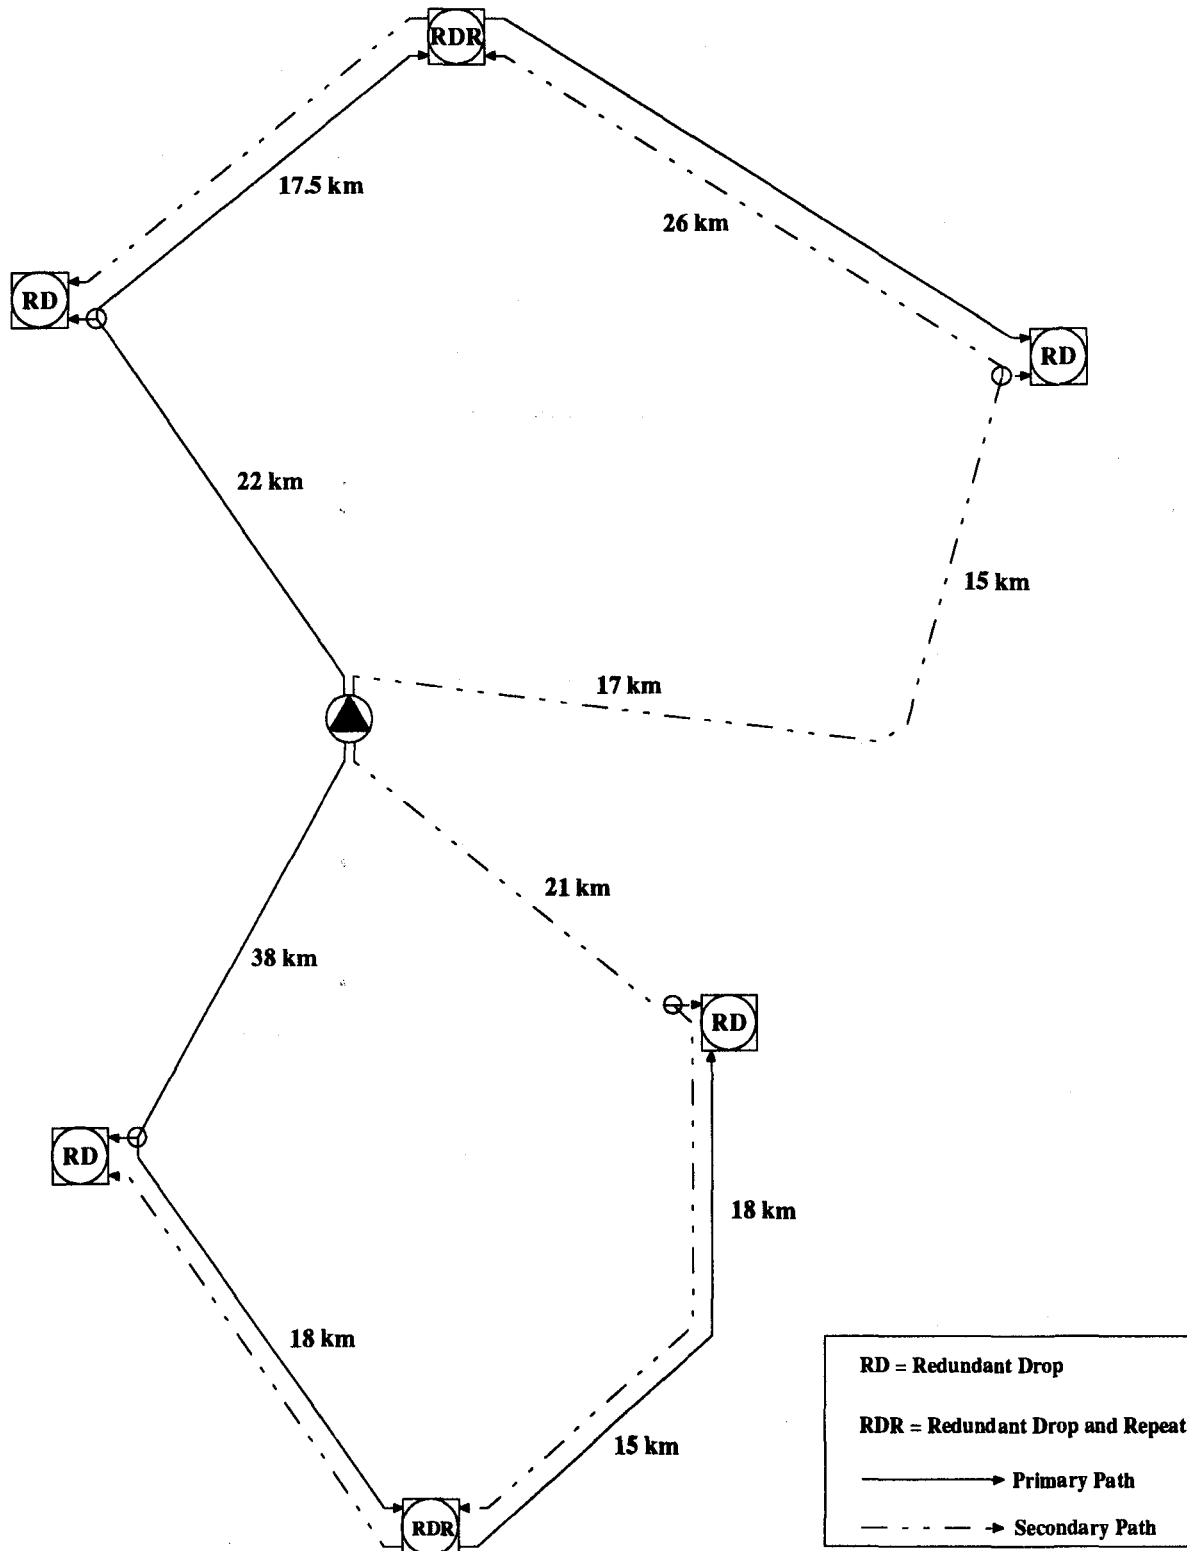 RDR
17.5 km
26 km
RD
RD
22 km
15 km
17 km
21 km
38 km
RD
RD
18 km
18 km
15 km
RDR
RD = Redundant Drop
RDR = Redundant Drop and Repeat
Primary Path
Secondary Path